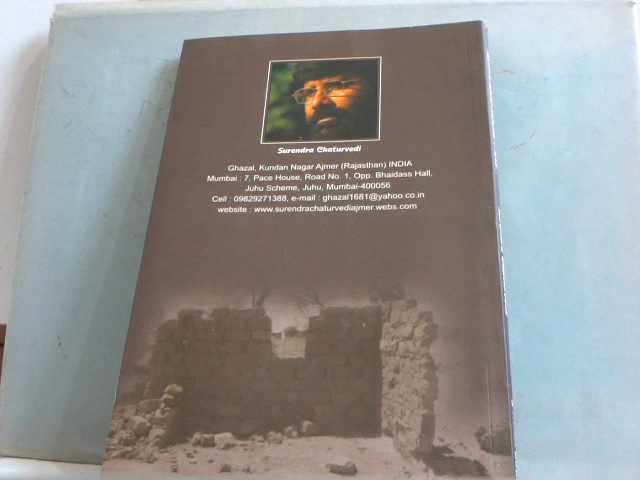 Surendra Chaturvedi
Ghazal, Kundan Nagar Ajmer (Rajasthan) INDIA
Mumbai : 7, Pace House, Road No. 1, Opp. Bhaidass Hall,
Juhu Scheme, Juhu, Mumbai-400056
Cell : 09829271388, e-mail : ghazal1681@yahoo.co.in
website : www.surendrachaturvediajmer.webs.com